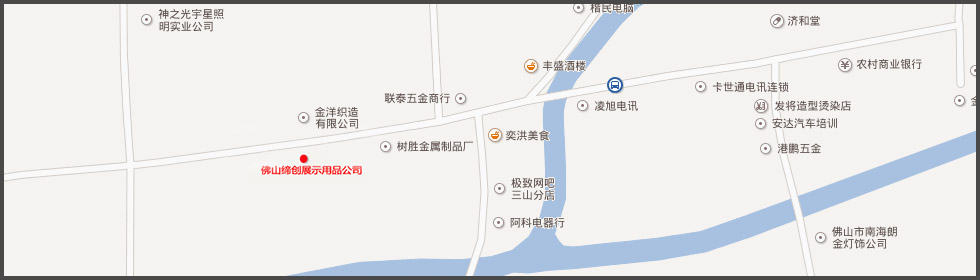 神之光宇星照
明实业公司
楷民电脑
济和堂
丰盛酒楼
农村商业银行
联泰五金商行
卡世通电讯连锁
凌旭电讯
发将造型烫染店
金洋织造
有限公司
安达汽车培训
奕洪美食
树胜金属制品厂
港鹏五金
佛山缔创展示用品公司
极致网吧
三山分店
阿科电器行
佛山市南海朗
金灯饰公司